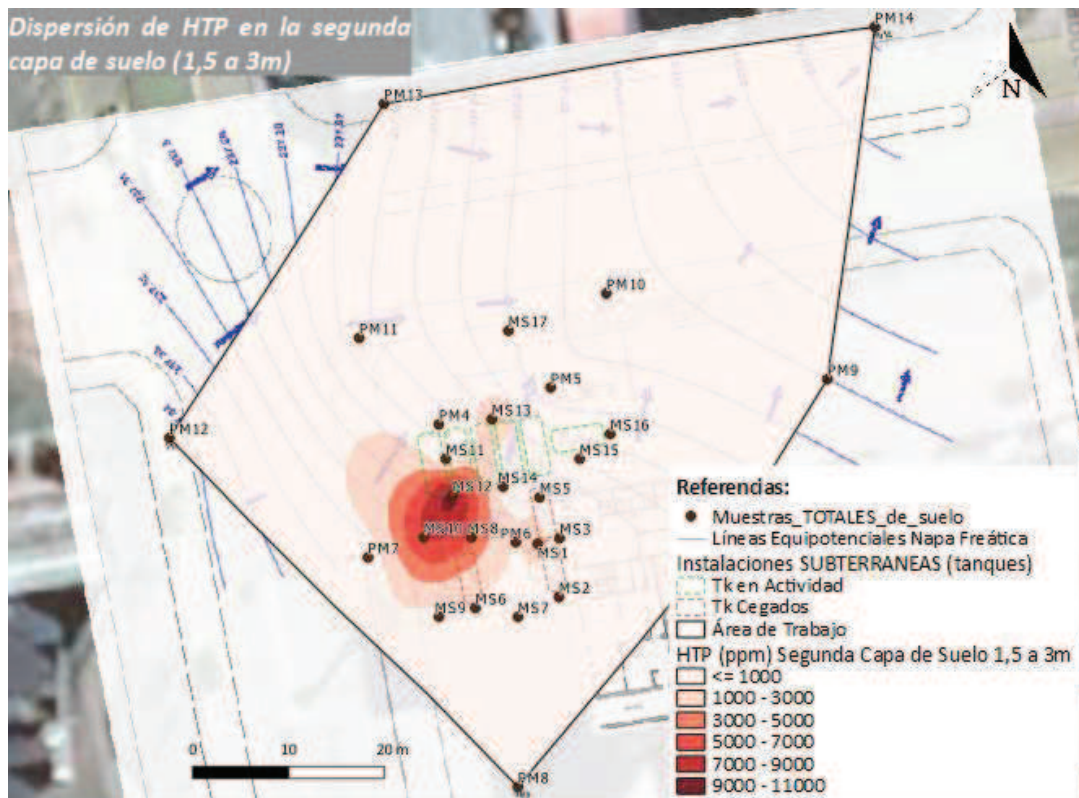 Dispersión de HTP en la segunda
capa de suelo (1,5 a 3m)
PM14
N
PM13
PM10
MS17
PM11
PM9
PM5
MS13
PM4
MS16
PM12
MS11
MS15
MS14
MS12
MS5
MS10
MS8
PM6
MS3
MS1
PM7
MS2
MS6
MS9
MS7
PM8
0
10
20 m
Referencias:
Muestras_TOTALES_de_suelo
Líneas Equipotenciales Napa Freática
Instalaciones SUBTERRANEAS (tanques)
Tk en Actividad
Tk Cegados
Área de Trabajo
HTP (ppm) Segunda Capa de Suelo 1,5 a 3m
<= 1000
1000 - 3000
3000 - 5000
5000 - 7000
7000 - 9000
9000 - 11000